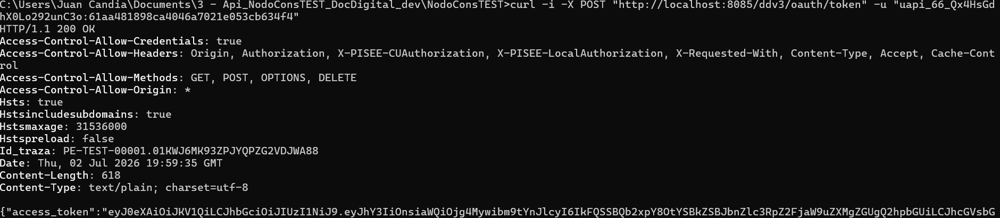 C:\Users\Juan Candia\Documents\3 - Api_NodoConsTEST_DocDigital_dev\NodoConsTEST>curl -i -X POST "http://localhost:8085/ddv3/oauth/token" -u "uapi_66_Qx4HsGd
hX0Lo292unC3o:61aa481898ca4046a7021e053cb634f4"
HTTP/1.1 200 OK
Access-Control-Allow-Credentials: true
Access-Control-Allow-Headers: Origin, Authorization, X-PISEE-CUAuthorization, X-PISEE-LocalAuthorization, X-Requested-With, Content-Type, Accept, Cache-Cont
rol
Access-Control-Allow-Methods: GET, POST, OPTIONS, DELETE
Access-Control-Allow-Origin: *
Hsts: true
Hstsincludesubdomains: true
Hstsmaxage: 31536000
Hstspreload: false
Id_traza: PE-TEST-00001.01KWJ6MK93ZPJYQPZG2VDJWA88
Date: Thu, 02 Jul 2026 19:59:35 GMT
Content-Length: 618
Content-Type: text/plain; charset=utf-8

{"access_token":"eyJ0eXAiOiJKV1QiLCJhbGciOiJIUzI1NiJ9.eyJhY3IiOnsiaWQiOjg4Mywibm9tYnJlcyI6IkFQSSBQb2xpY8OtYSBkZSBJbnZlc3RpZ2FjaW9uZXMgZGUgQ2hpbGUiLCJhcGVsbG